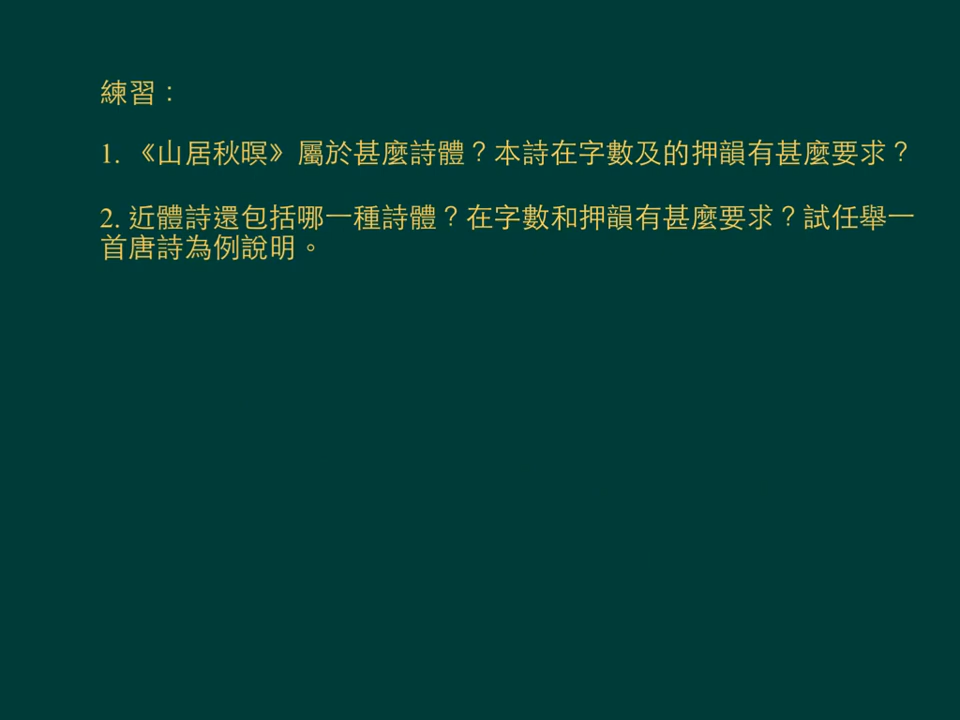 練習：
1. 《山居秋暝》屬於甚麼詩體？本詩在字數及的押韻有甚麼要求？
2. 近體詩還包括哪一種詩體？在字數和押韻有甚麼要求？試任舉一
首唐詩為例說明。